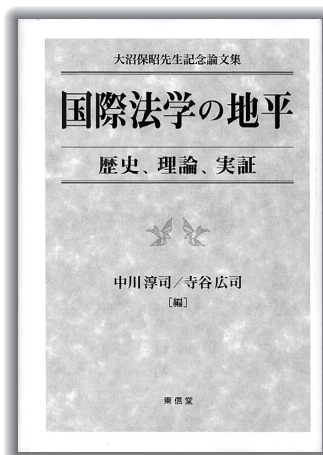 大沼保昭先生記念論文集
国際法学の地平
歴史、理論、実証
中川淳司/寺谷広司
[編]
東信堂